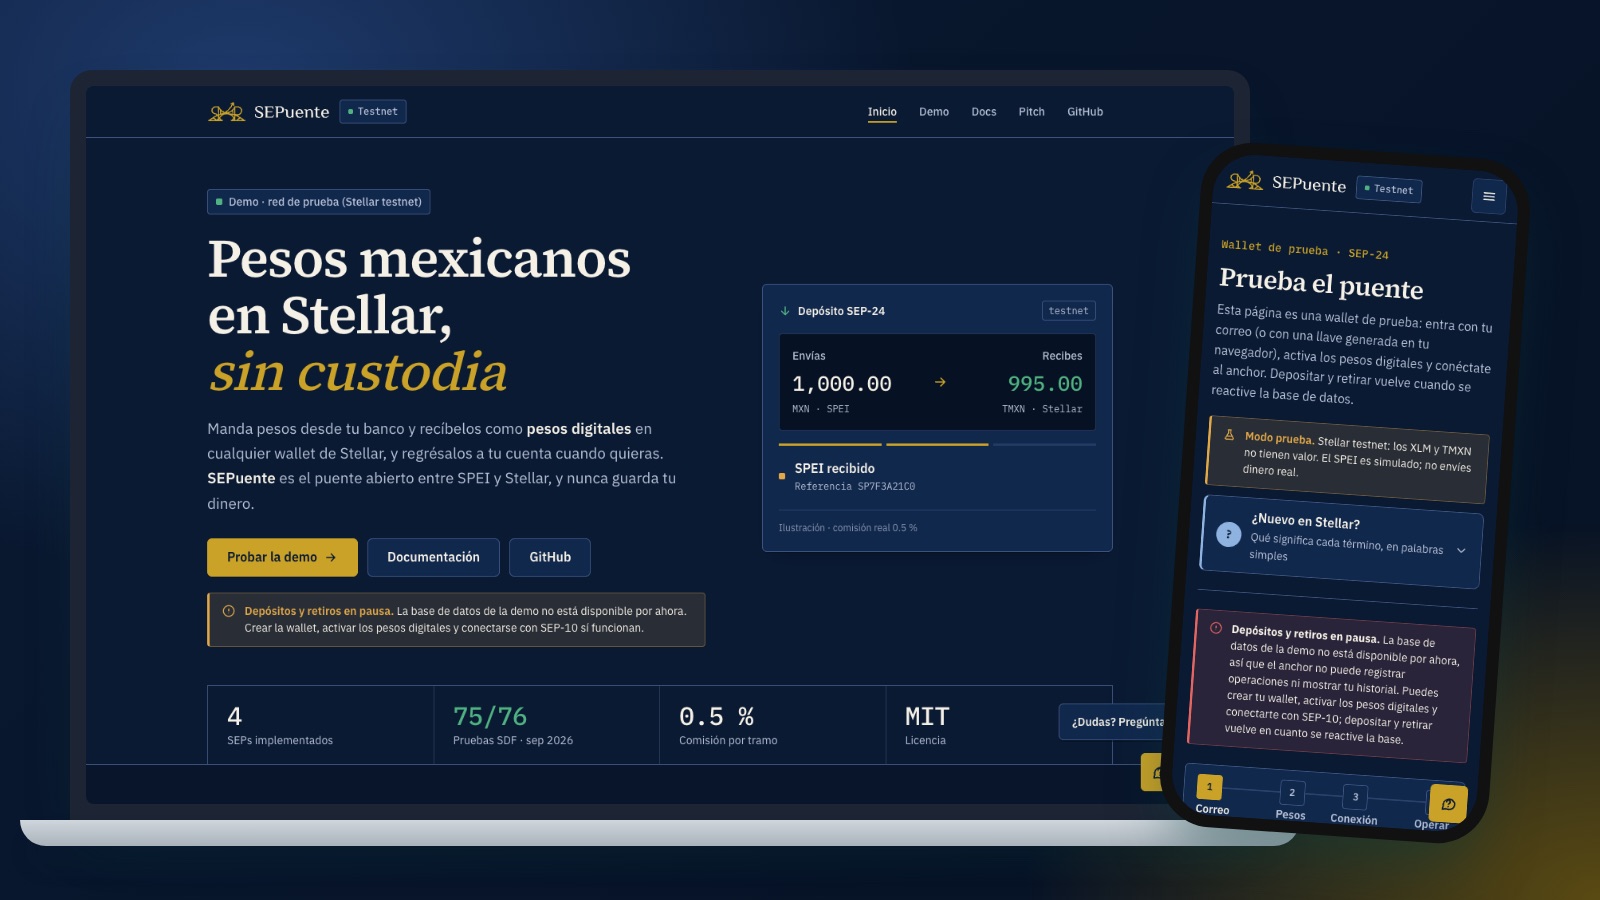 SEPuente
Testnet
Inicio
Demo
Docs
Pitch
GitHub
Demo · red de prueba (Stellar testnet)
Pesos mexicanos
en Stellar,
sin custodia
Manda pesos desde tu banco y recíbelos como pesos digitales en
cualquier wallet de Stellar, y regrésalos a tu cuenta cuando quieras.
SEPuente es el puente abierto entre SPEI y Stellar, y nunca guarda tu
dinero.
Probar la demo →
Documentación
GitHub
Depósitos y retiros en pausa. La base de datos de la demo no está disponible por ahora.
Crear la wallet, activar los pesos digitales y conectarse con SEP-10 sí funcionan.
Depósito SEP-24
testnet
Envías
Recibes
1,000.00 → 995.00
MXN · SPEI
TMXN · Stellar
SPEI recibido
Referencia SP7F3A21C0
Ilustración · comisión real 0.5 %
4
SEPs implementados
75/76
Pruebas SDF · sep 2026
0.5 %
Comisión por tramo
MIT
Licencia
¿Dudas? Pregúnta
SEPuente
Testnet
Wallet de prueba · SEP-24
Prueba el puente
Esta página es una wallet de prueba: entra con tu
correo (o con una llave generada en tu
navegador), activa los pesos digitales y conéctate
al anchor. Depositar y retirar vuelve cuando se
reactive la base de datos.
Modo prueba. Stellar testnet: los XLM y TMXN
no tienen valor. El SPEI es simulado; no envíes
dinero real.
?
¿Nuevo en Stellar?
Qué significa cada término, en palabras
simples
Depósitos y retiros en pausa. La base de
datos de la demo no está disponible por ahora,
así que el anchor no puede registrar
operaciones ni mostrar tu historial. Puedes
crear tu wallet, activar los pesos digitales y
conectarte con SEP-10; depositar y retirar
vuelve en cuanto se reactive la base.
1
2
3
Correo
Pesos
Conexión
Operar